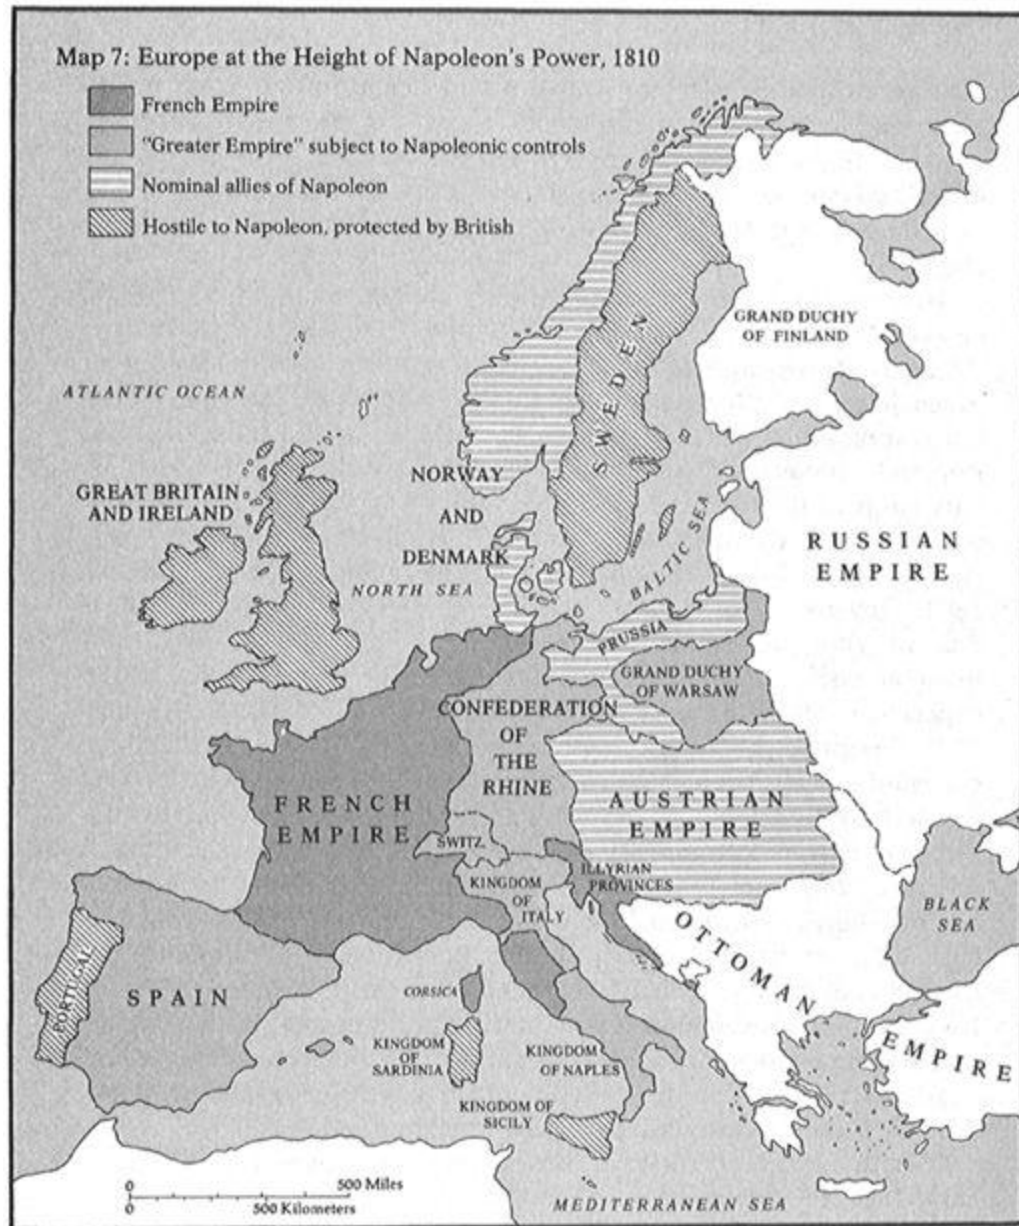 Map 7: Europe at the Height of Napoleon's Power, 1810
French Empire
"Greater Empire" subject to Napoleonic controls
Nominal allies of Napoleon
Hostile to Napoleon, protected by British
GRAND DUCHY
OF FINLAND
ATLANTIC OCEAN
SWEDEN
NORWAY
AND
DENMARK
GREAT BRITAIN
AND IRELAND
NORTH SEA
BALTIC SEA
RUSSIAN
EMPIRE
PRUSSIA
GRAND DUCHY
OF WARSAW
CONFEDERATION
OF
THE
RHINE
FRENCH
EMPIRE
AUSTRIAN
EMPIRE
SWITZ.
ILLYRIAN
PROVINCES
KINGDOM
OF
ITALY
BLACK
SEA
OTTOMAN
EMPIRE
PORTUGAL
SPAIN
CORSICA
KINGDOM
OF
SARDINIA
KINGDOM
OF NAPLES
KINGDOM OF
SICILY
0 500 Miles
0 500 Kilometers
MEDITERRANEAN SEA